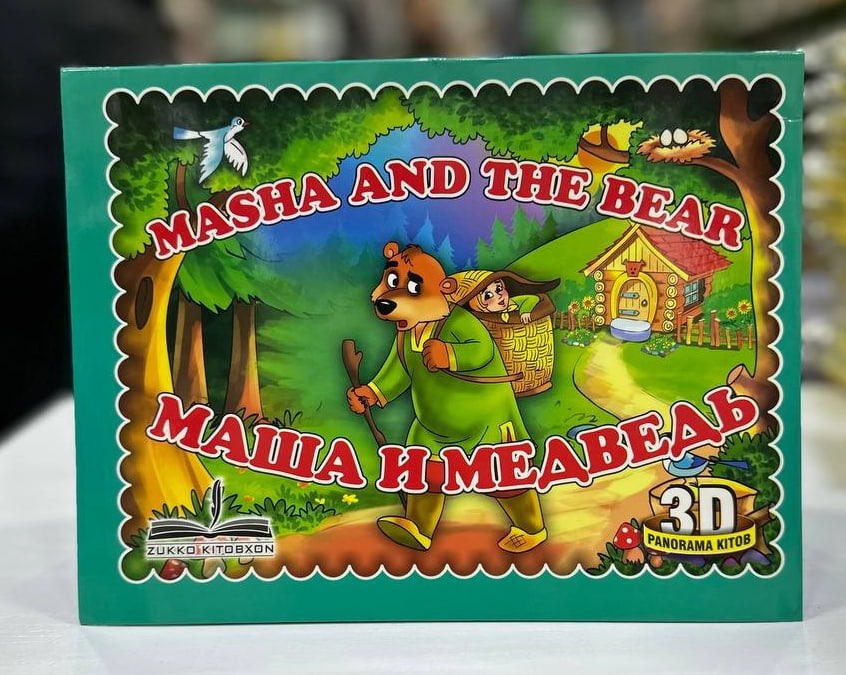 MASHA AND THE BEAR
МАША И МЕДВЕДЬ
ZUKKO KITOBXON
3D
PANORAMA KITOB